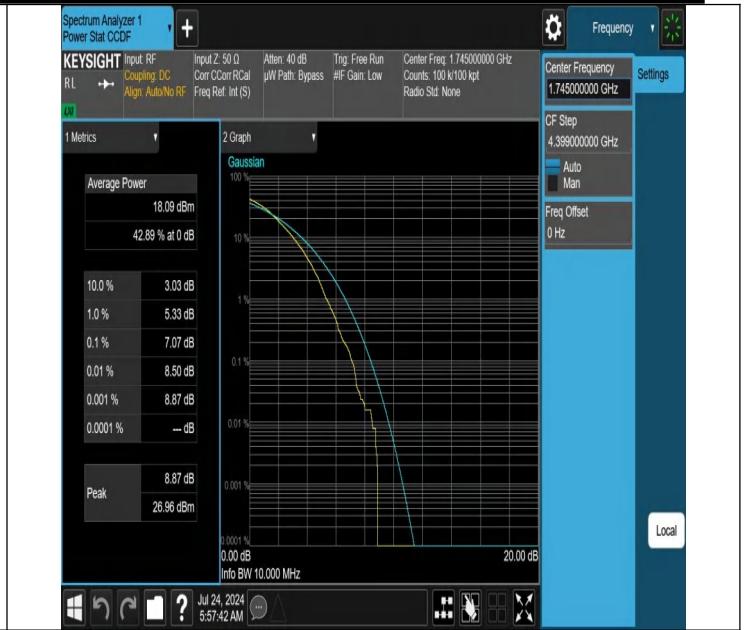 Spectrum Analyzer 1
Power Stat CCDF
Frequency
KEYSIGHT
RL
LXI
Input: RF
Coupling: DC
Align: Auto/No RF
Input Z: 50 Ω
Corr CCorr RCal
Freq Ref: Int (S)
Atten: 40 dB
µW Path: Bypass
Trig: Free Run
#IF Gain: Low
Center Freq: 1.745000000 GHz
Counts: 100 k/100 kpt
Radio Std: None
Center Frequency
1.745000000 GHz
Settings
CF Step
4.399000000 GHz
Auto
Man
Freq Offset
0 Hz
1 Metrics
Average Power
18.09 dBm
42.89 % at 0 dB
10.0 % 3.03 dB
1.0 % 5.33 dB
0.1 % 7.07 dB
0.01 % 8.50 dB
0.001 % 8.87 dB
0.0001 % --- dB
Peak
8.87 dB
26.96 dBm
2 Graph
Gaussian
100 %
10 %
1 %
0.1 %
0.01 %
0.001 %
0.0001 %
0.00 dB 20.00 dB
Info BW 10.000 MHz
Local
?
Jul 24, 2024
5:57:42 AM